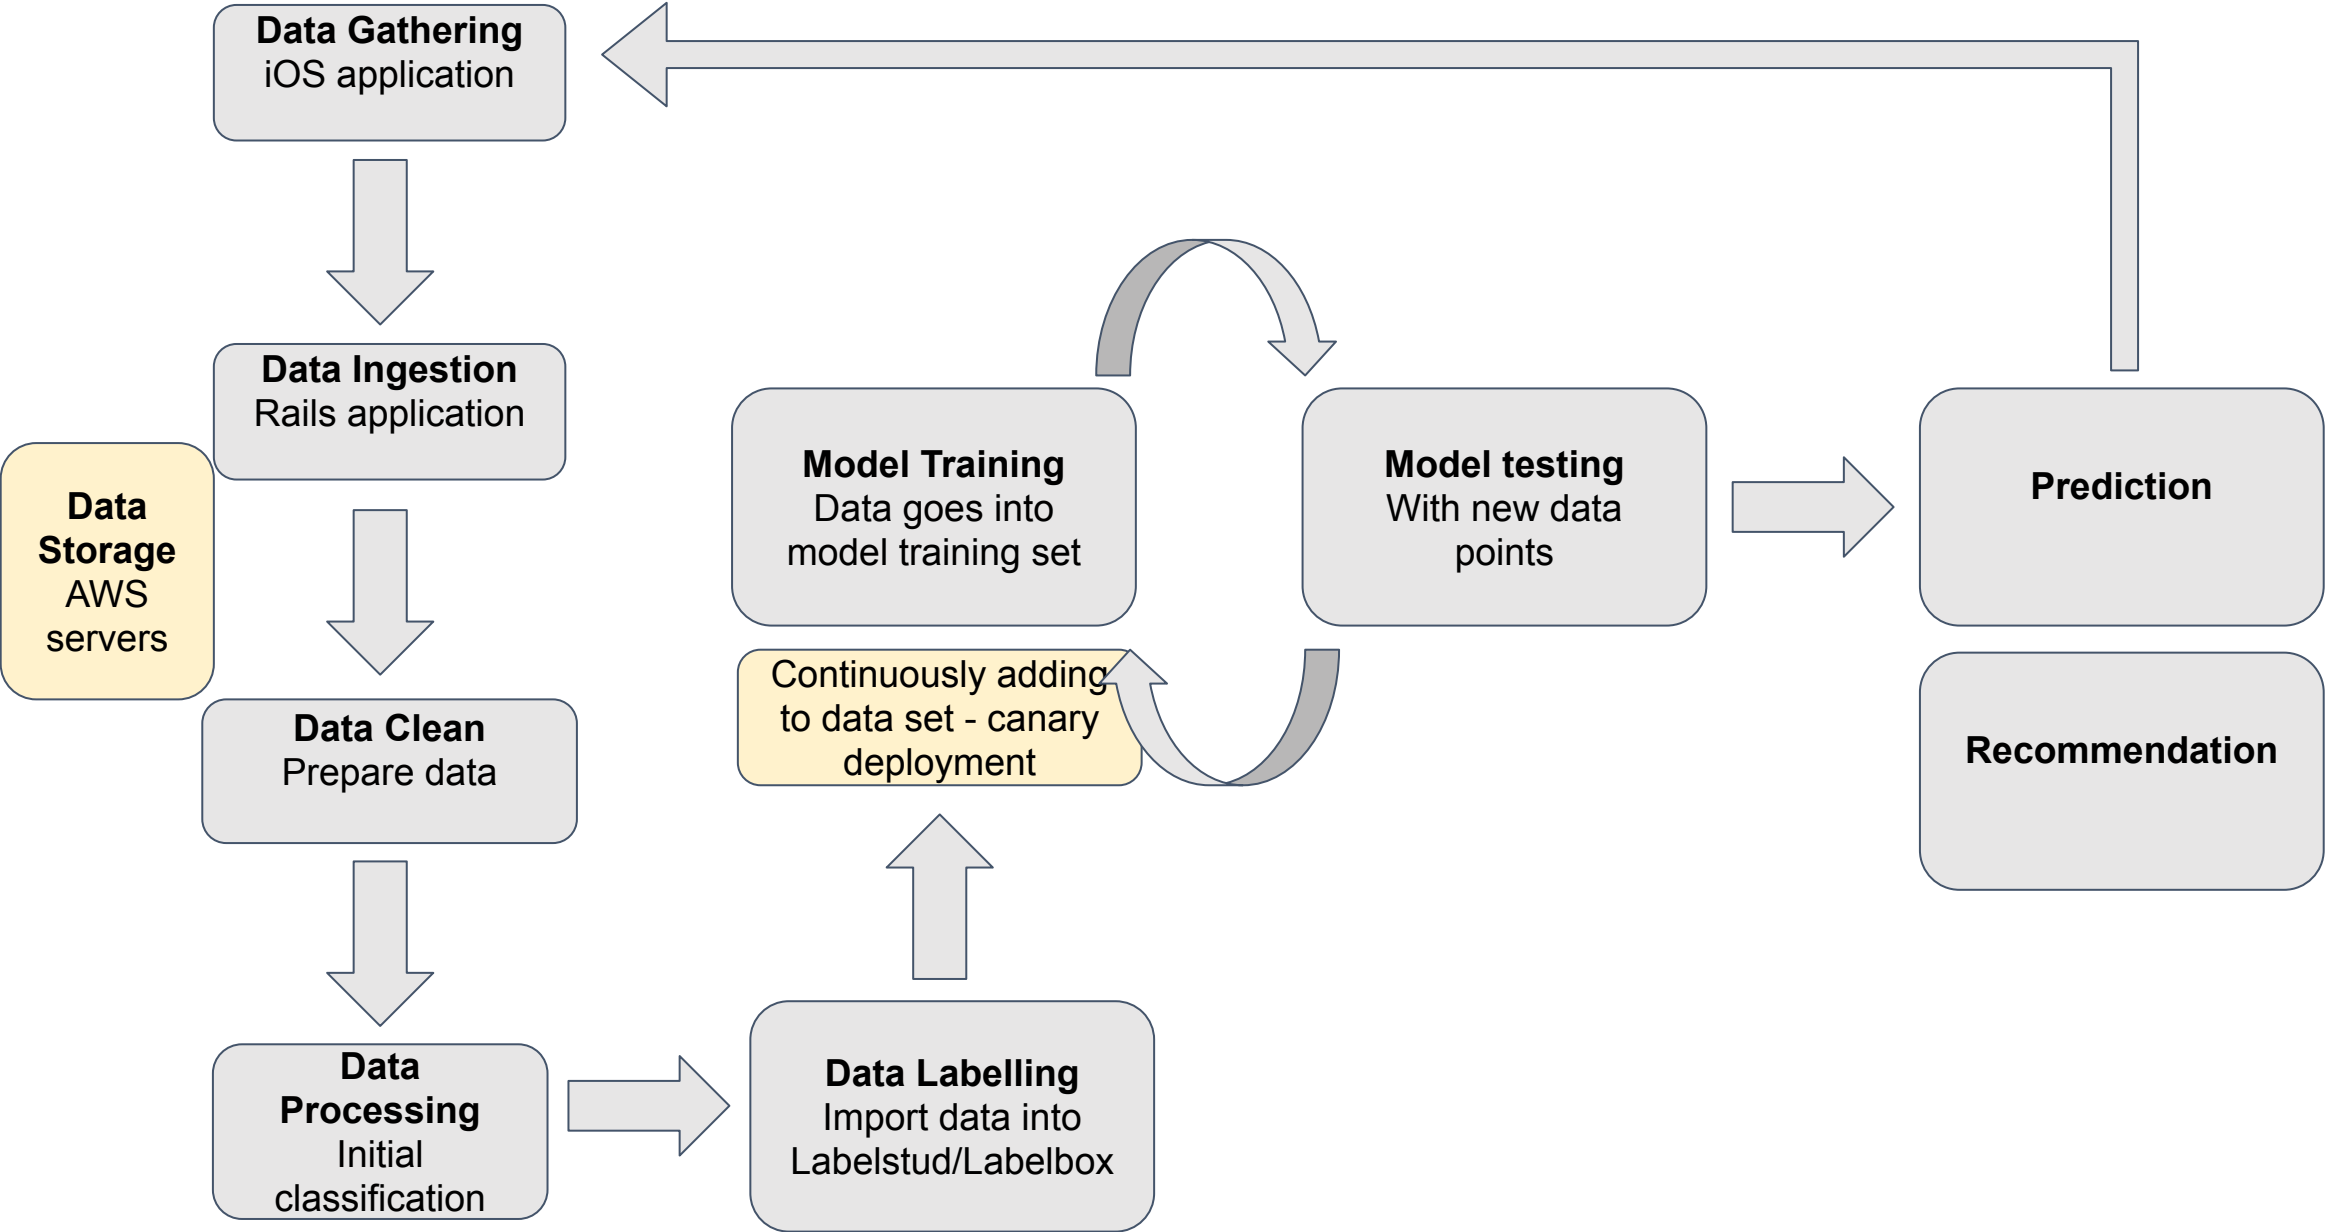 Data Gathering
iOS application
Data Ingestion
Rails application
Data
Storage
AWS
servers
Data Clean
Prepare data
Data
Processing
Initial
classification
Data Labelling
Import data into
Labelstud/Labelbox
Continuously adding
to data set - canary
deployment
Model Training
Data goes into
model training set
Model testing
With new data
points
Prediction
Recommendation